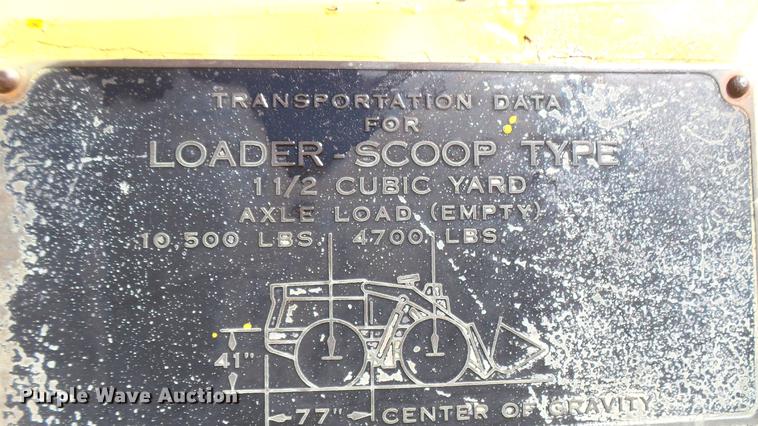 TRANSPORTATION DATA
FOR
LOADER - SCOOP TYPE
1 1/2 CUBIC YARD
AXLE LOAD (EMPTY)
10,500 LBS. 4700 LBS.
41"
77" CENTER OF GRAVITY
Purple Wave Auction